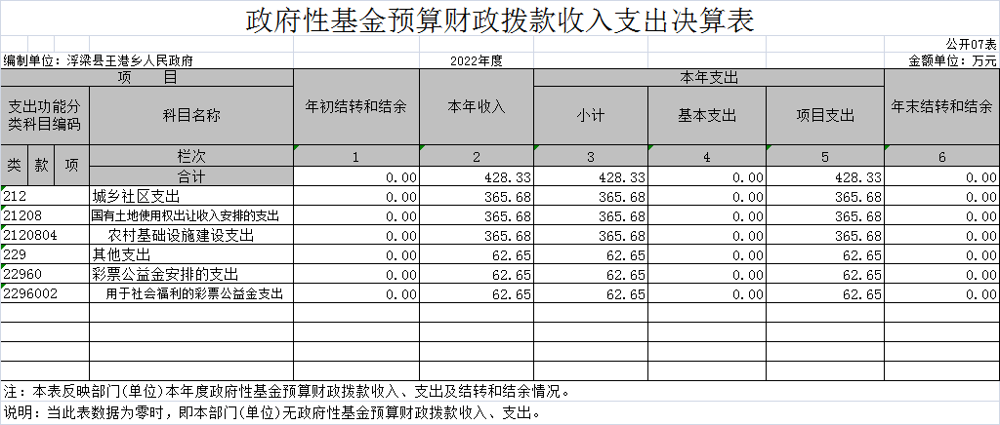 政府性基金预算财政拨款收入支出决算表
公开07表
编制单位：浮梁县王港乡人民政府 2022年度 金额单位：万元
项 目 年初结转和结余 本年收入 本年支出 年末结转和结余
支出功能分类科目编码 科目名称 小计 基本支出 项目支出
类 款 项 栏次 1 2 3 4 5 6
合计 0.00 428.33 428.33 0.00 428.33 0.00
212 城乡社区支出 0.00 365.68 365.68 0.00 365.68 0.00
21208 国有土地使用权出让收入安排的支出 0.00 365.68 365.68 0.00 365.68 0.00
2120804 农村基础设施建设支出 0.00 365.68 365.68 0.00 365.68 0.00
229 其他支出 0.00 62.65 62.65 0.00 62.65 0.00
22960 彩票公益金安排的支出 0.00 62.65 62.65 0.00 62.65 0.00
2296002 用于社会福利的彩票公益金支出 0.00 62.65 62.65 0.00 62.65 0.00
注：本表反映部门(单位)本年度政府性基金预算财政拨款收入、支出及结转和结余情况。
说明：当此表数据为零时，即本部门(单位)无政府性基金预算财政拨款收入、支出。